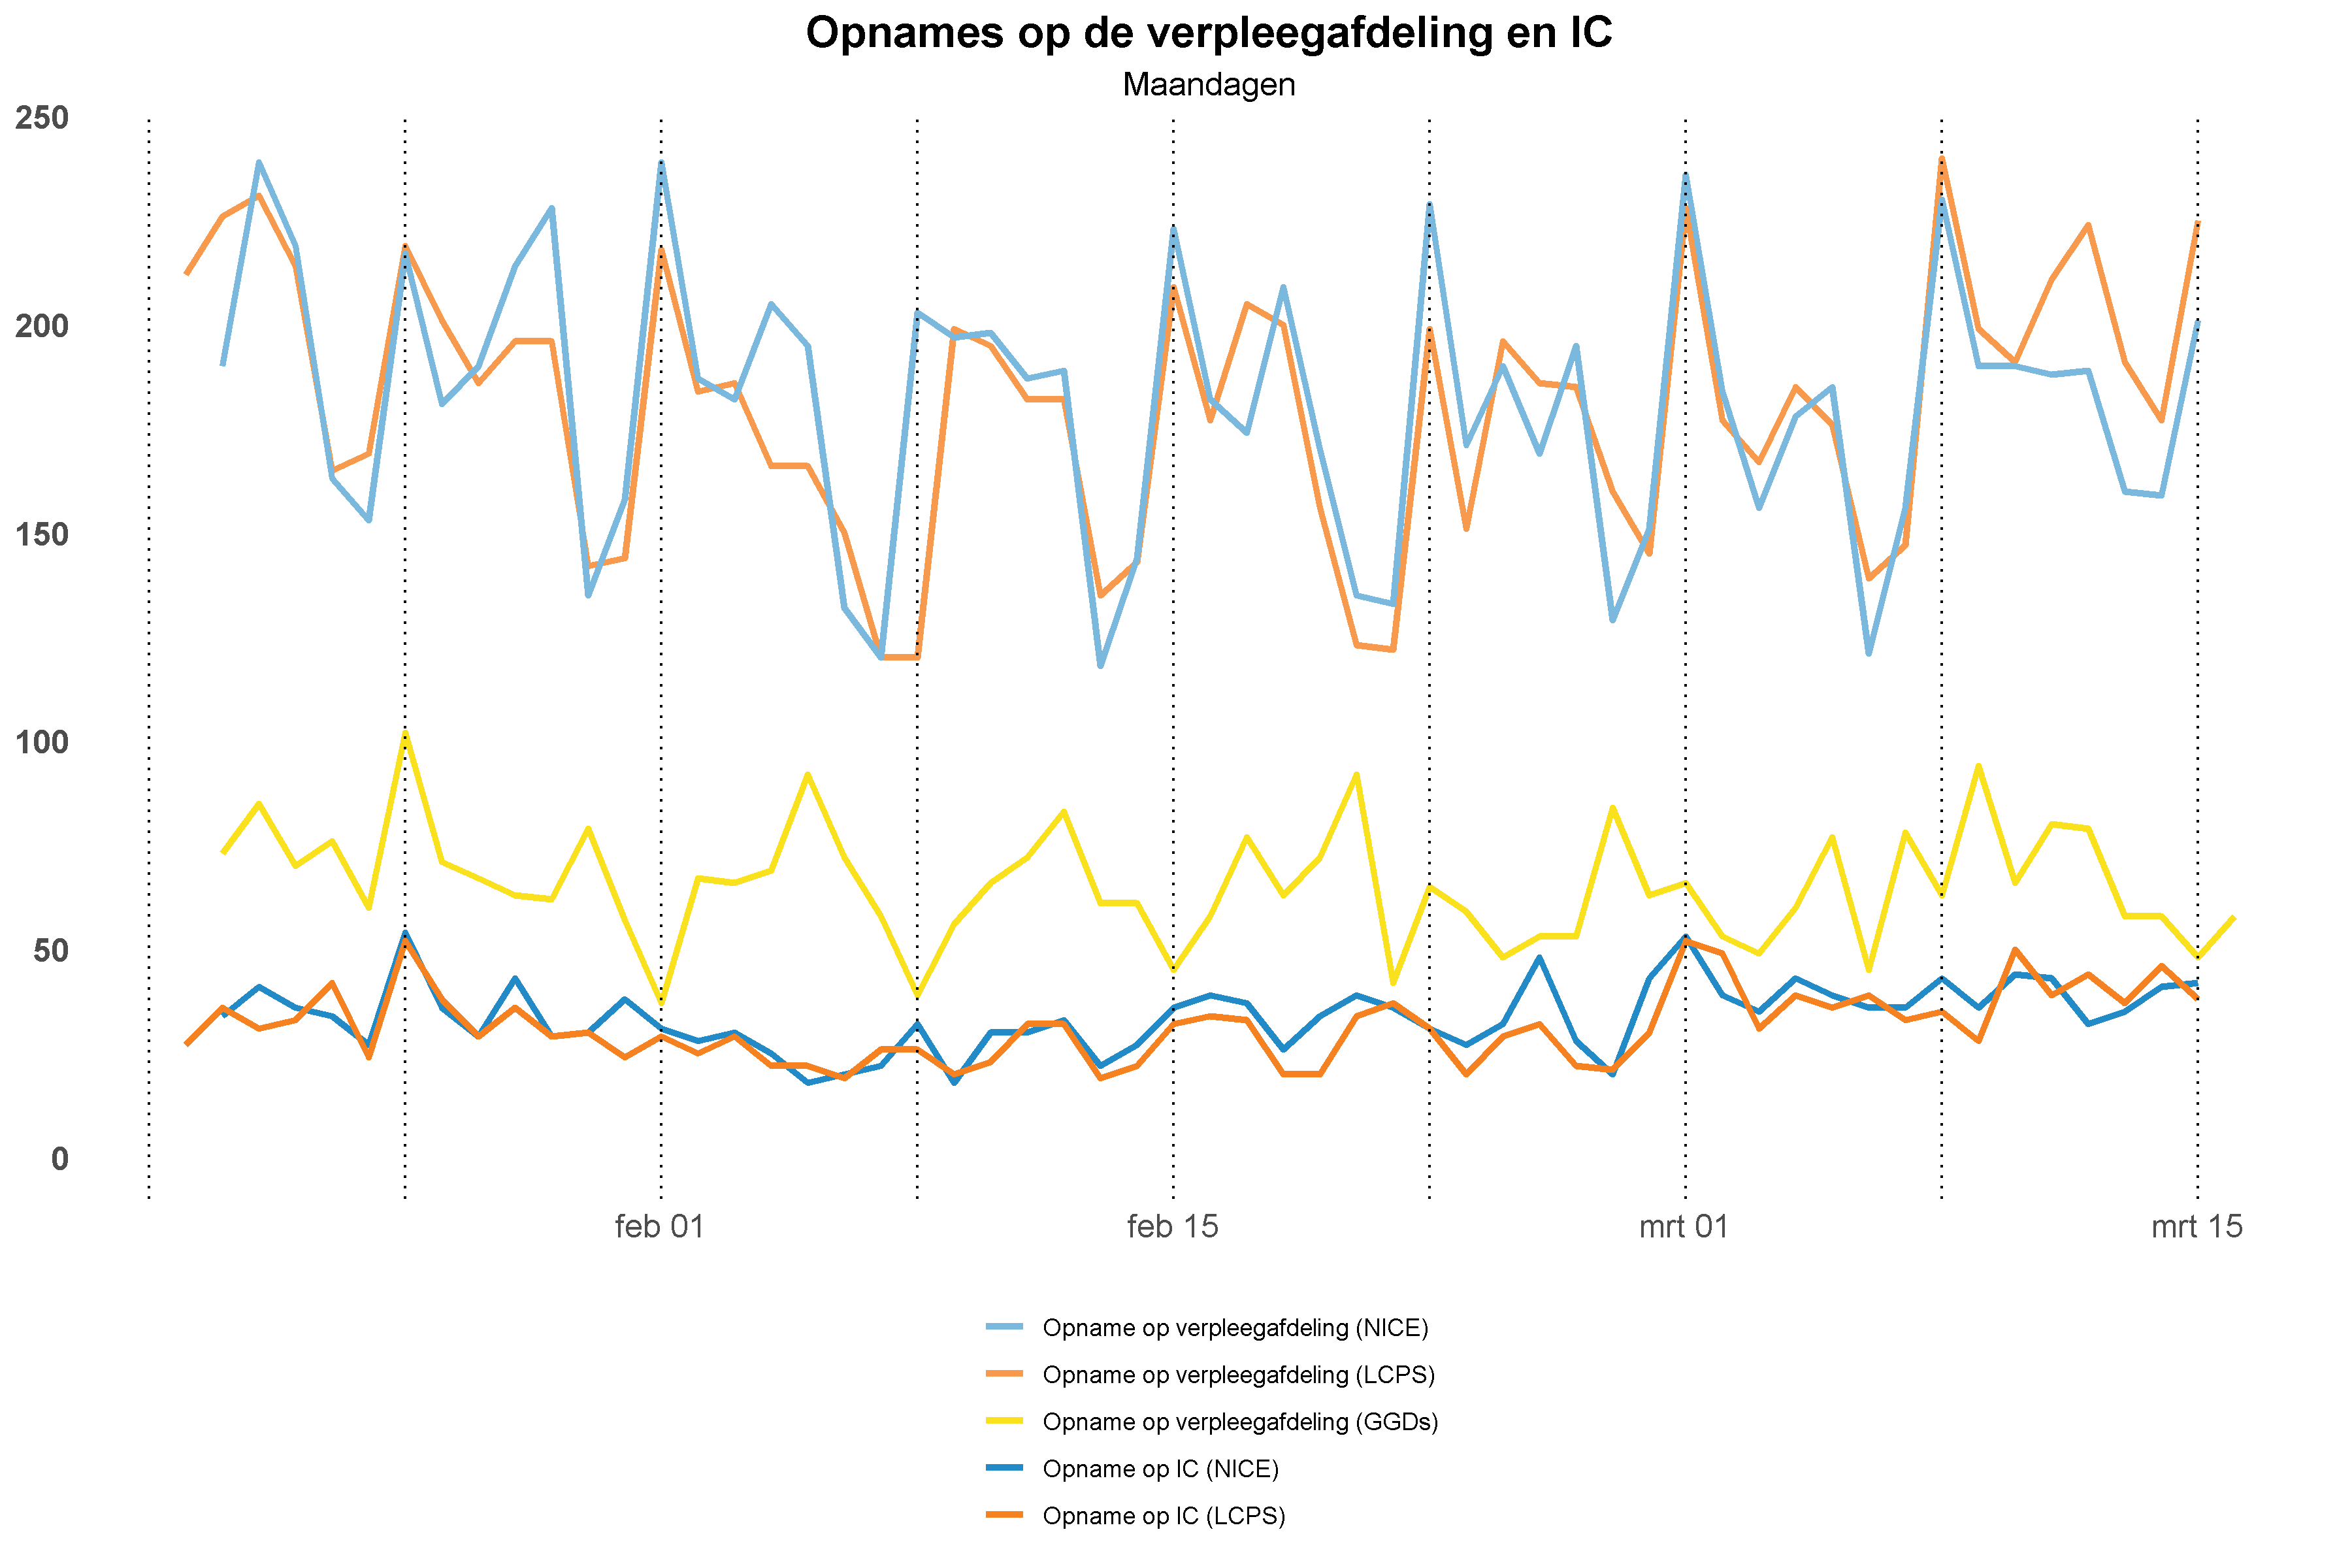 Opnames op de verpleegafdeling en IC
Maandagen
250
200
150
100
50
0
feb 01
feb 15
mrt 01
mrt 15
Opname op verpleegafdeling (NICE)
Opname op verpleegafdeling (LCPS)
Opname op verpleegafdeling (GGDs)
Opname op IC (NICE)
Opname op IC (LCPS)